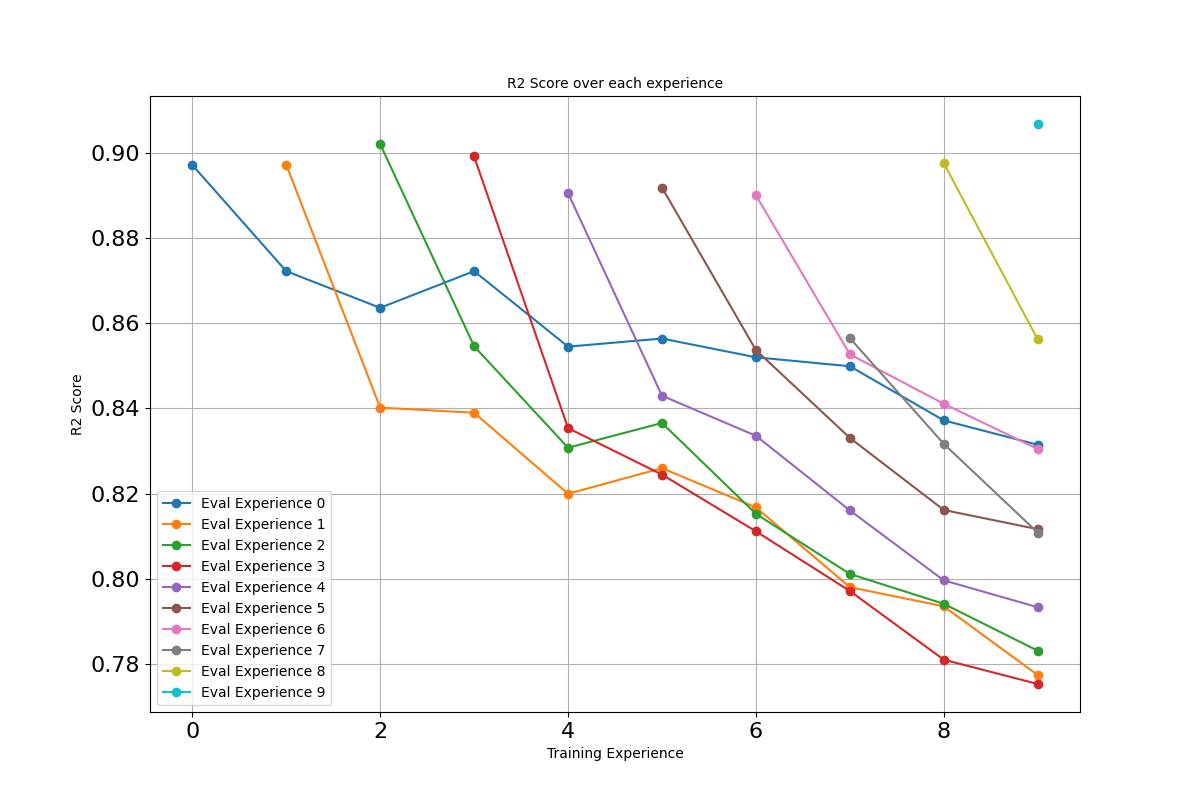 R2 Score over each experience
R2 Score
0.90
0.88
0.86
0.84
0.82
0.80
0.78
Eval Experience 0
Eval Experience 1
Eval Experience 2
Eval Experience 3
Eval Experience 4
Eval Experience 5
Eval Experience 6
Eval Experience 7
Eval Experience 8
Eval Experience 9
0 2 4 6 8
Training Experience